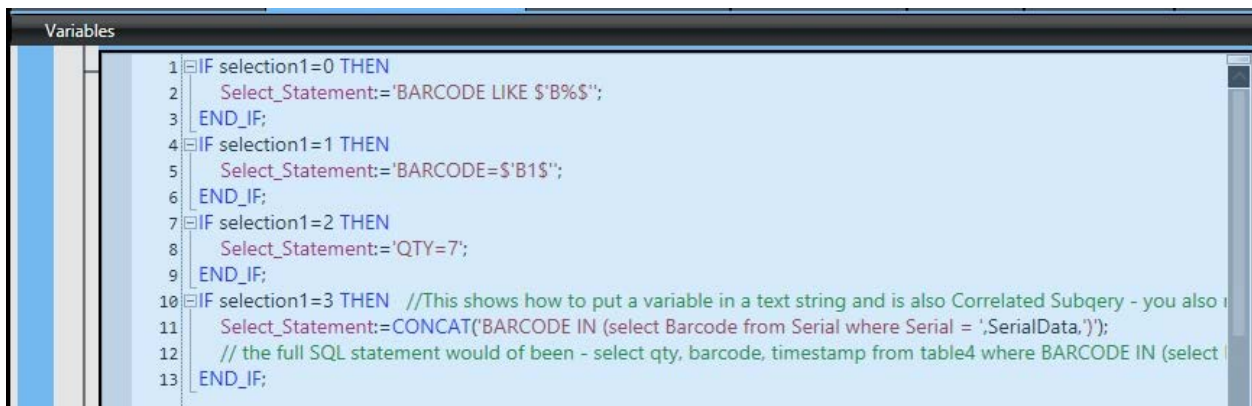 Variables
1 IF selection1=0 THEN
2 Select_Statement:='BARCODE LIKE $'B%$'';
3 END_IF;
4 IF selection1=1 THEN
5 Select_Statement:='BARCODE=$'B1$'';
6 END_IF;
7 IF selection1=2 THEN
8 Select_Statement:='QTY=7';
9 END_IF;
10 IF selection1=3 THEN //This shows how to put a variable in a text string and is also Correlated Subqery - you also
11 Select_Statement:=CONCAT('BARCODE IN (select Barcode from Serial where Serial = ',SerialData,')');
12 // the full SQL statement would of been - select qty, barcode, timestamp from table4 where BARCODE IN (select
13 END_IF;